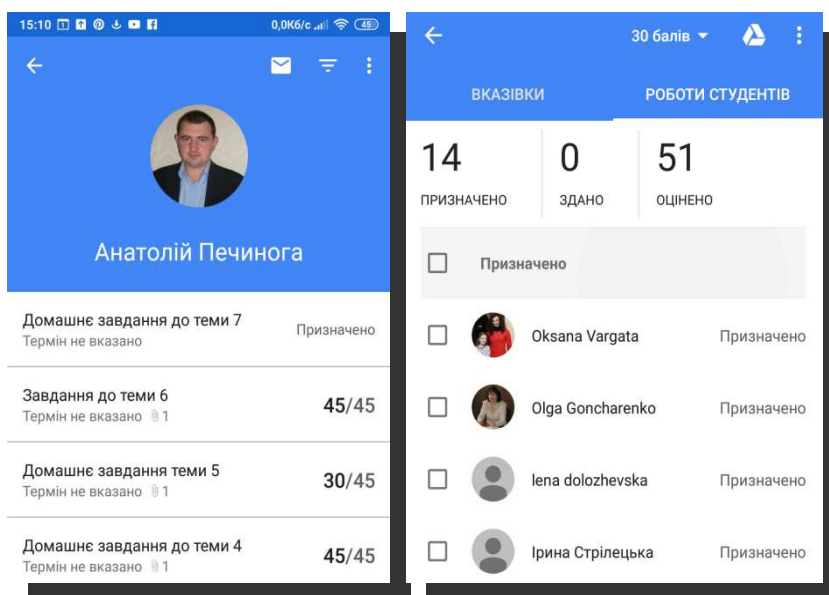 15:10
0,0Кб/с
45
Анатолій Печинога
Домашнє завдання до теми 7
Термін не вказано
Призначено
Завдання до теми 6
Термін не вказано 1
45/45
Домашнє завдання теми 5
Термін не вказано 1
30/45
Домашнє завдання до теми 4
Термін не вказано 1
45/45
30 балів
ВКАЗІВКИ
РОБОТИ СТУДЕНТІВ
14
ПРИЗНАЧЕНО
0
ЗДАНО
51
ОЦІНЕНО
Призначено
Oksana Vargata
Призначено
Olga Goncharenko
Призначено
lena dolozhevska
Призначено
Ірина Стрілецька
Призначено